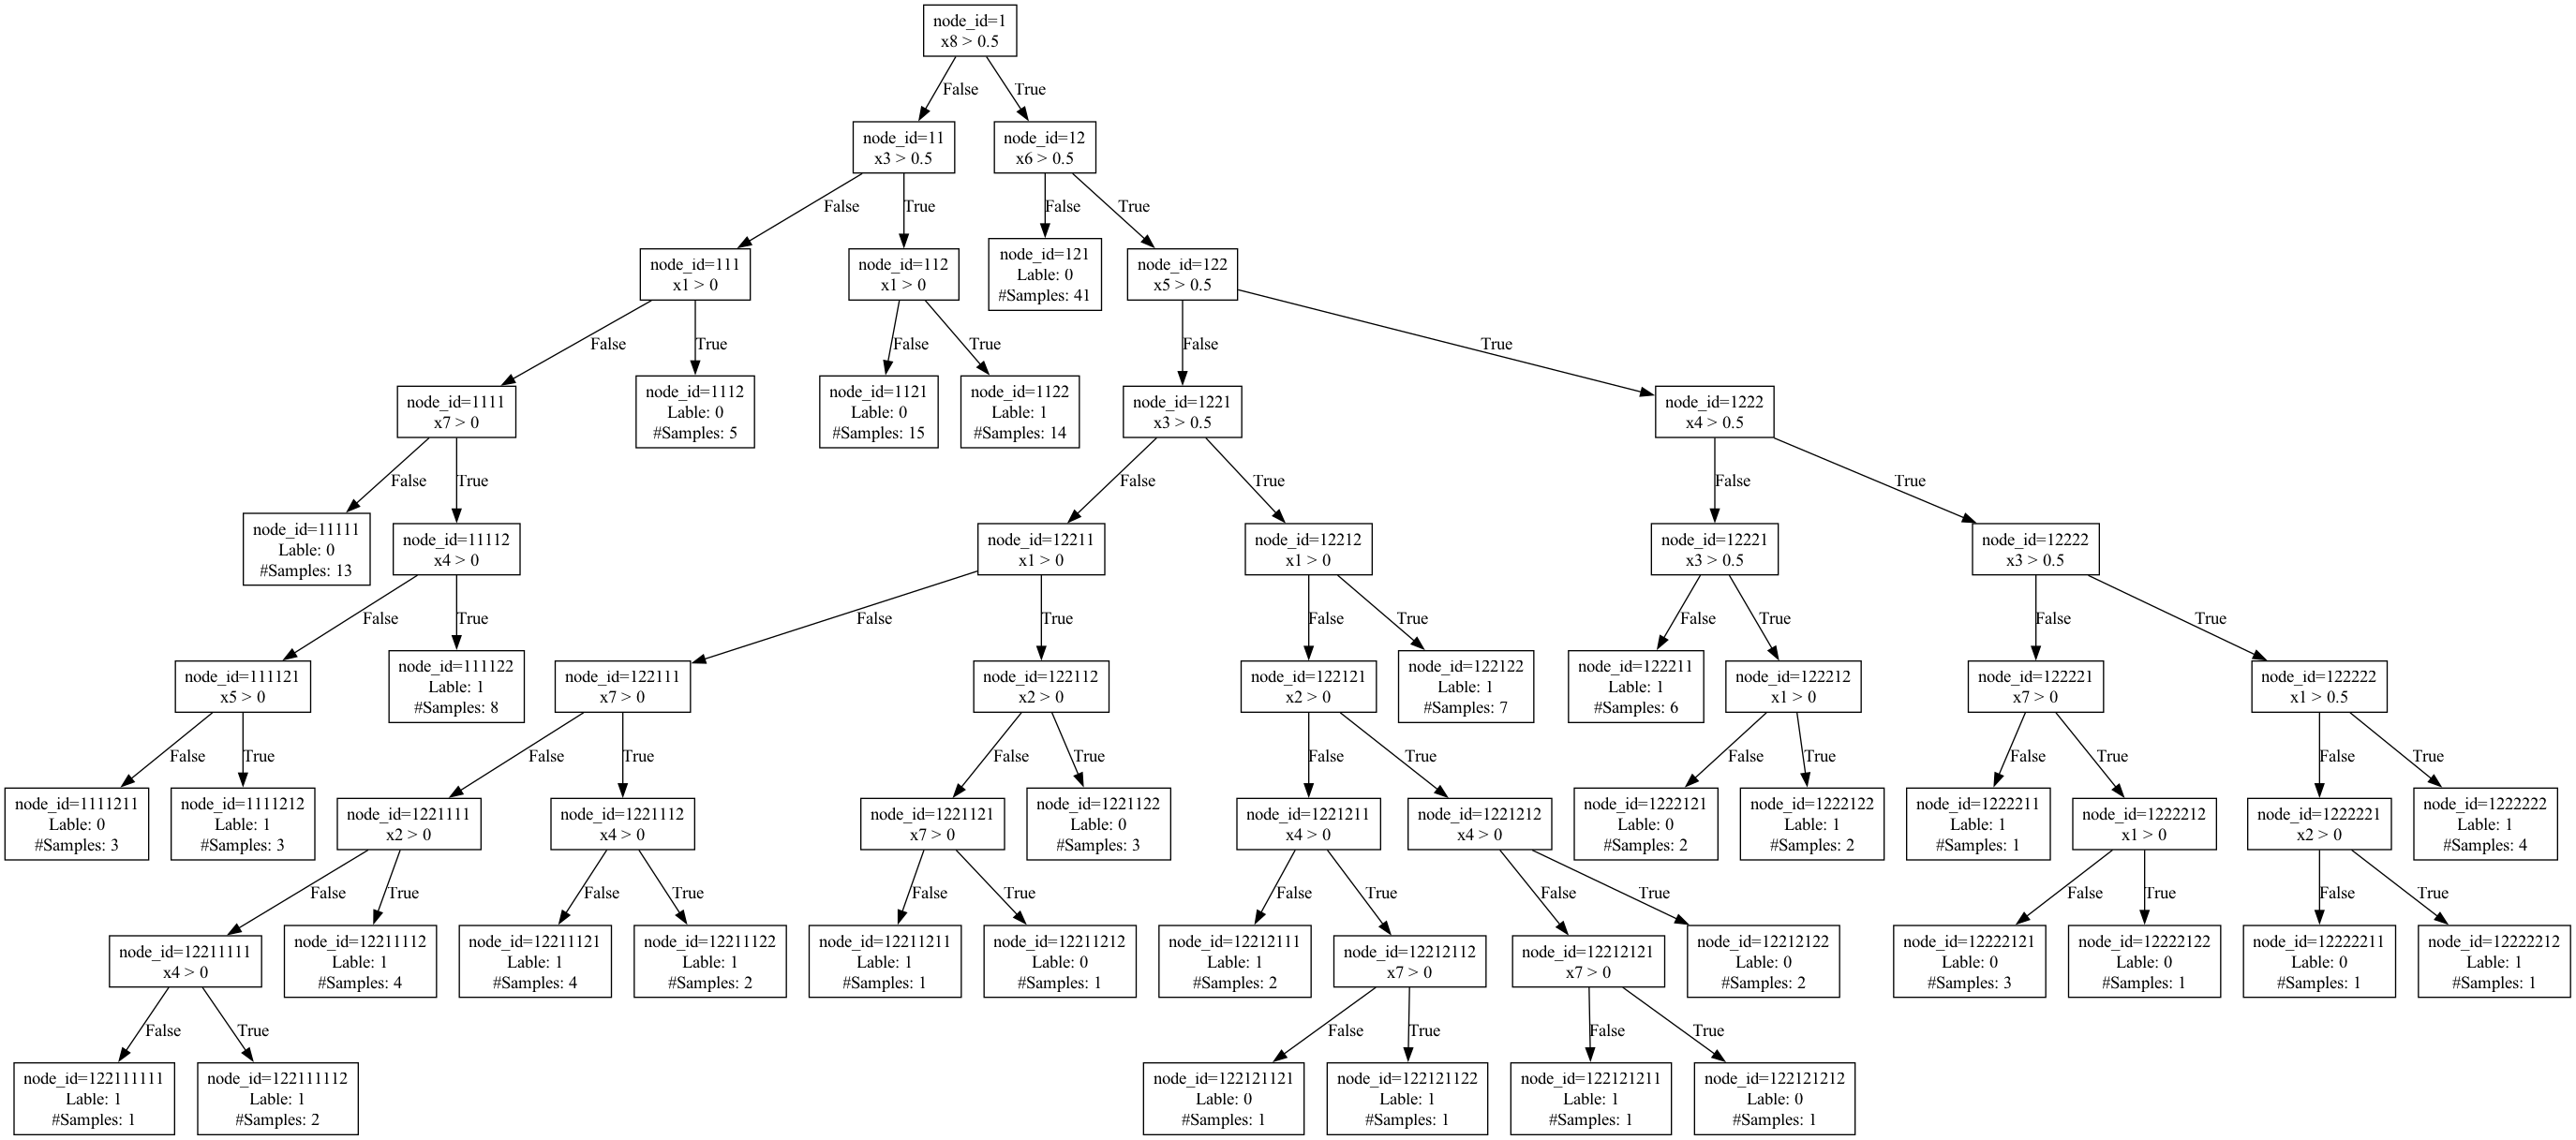 node_id=1
x8 > 0.5
False
True
node_id=11
x3 > 0.5
node_id=12
x6 > 0.5
False
True
False
True
node_id=111
x1 > 0
node_id=112
x1 > 0
node_id=121
Lable: 0
#Samples: 41
node_id=122
x5 > 0.5
False
True
False
True
False
True
node_id=1111
x7 > 0
node_id=1112
Lable: 0
#Samples: 5
node_id=1121
Lable: 0
#Samples: 15
node_id=1122
Lable: 1
#Samples: 14
node_id=1221
x3 > 0.5
node_id=1222
x4 > 0.5
False
True
False
True
False
True
node_id=11111
Lable: 0
#Samples: 13
node_id=11112
x4 > 0
node_id=12211
x1 > 0
node_id=12212
x1 > 0
node_id=12221
x3 > 0.5
node_id=12222
x3 > 0.5
False
True
False
True
False
True
False
True
False
True
node_id=111121
x5 > 0
node_id=111122
Lable: 1
#Samples: 8
node_id=122111
x7 > 0
node_id=122112
x2 > 0
node_id=122121
x2 > 0
node_id=122122
Lable: 1
#Samples: 7
node_id=122211
Lable: 1
#Samples: 6
node_id=122212
x1 > 0
node_id=122221
x7 > 0
node_id=122222
x1 > 0.5
False
True
False
True
False
True
False
True
False
True
False
True
False
True
node_id=1111211
Lable: 0
#Samples: 3
node_id=1111212
Lable: 1
#Samples: 3
node_id=1221111
x2 > 0
node_id=1221112
x4 > 0
node_id=1221121
x7 > 0
node_id=1221122
Lable: 0
#Samples: 3
node_id=1221211
x4 > 0
node_id=1221212
x4 > 0
node_id=1222121
Lable: 0
#Samples: 2
node_id=1222122
Lable: 1
#Samples: 2
node_id=1222211
Lable: 1
#Samples: 1
node_id=1222212
x1 > 0
node_id=1222221
x2 > 0
node_id=1222222
Lable: 1
#Samples: 4
False
True
False
True
False
True
False
True
False
True
False
True
False
True
node_id=12211111
x4 > 0
node_id=12211112
Lable: 1
#Samples: 4
node_id=12211121
Lable: 1
#Samples: 4
node_id=12211122
Lable: 1
#Samples: 2
node_id=12211211
Lable: 1
#Samples: 1
node_id=12211212
Lable: 0
#Samples: 1
node_id=12212111
Lable: 1
#Samples: 2
node_id=12212112
x7 > 0
node_id=12212121
x7 > 0
node_id=12212122
Lable: 0
#Samples: 2
node_id=12222121
Lable: 0
#Samples: 3
node_id=12222122
Lable: 0
#Samples: 1
node_id=12222211
Lable: 0
#Samples: 1
node_id=12222212
Lable: 1
#Samples: 1
False
True
False
True
False
True
node_id=122111111
Lable: 1
#Samples: 1
node_id=122111112
Lable: 1
#Samples: 2
node_id=122121121
Lable: 0
#Samples: 1
node_id=122121122
Lable: 1
#Samples: 1
node_id=122121211
Lable: 1
#Samples: 1
node_id=122121212
Lable: 0
#Samples: 1